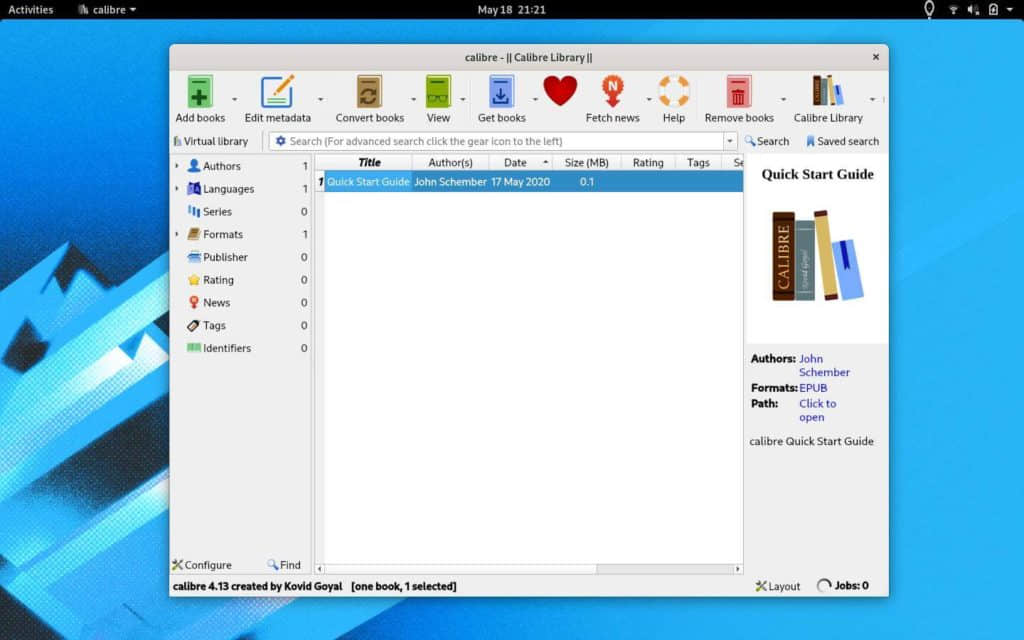 Activities calibre May 18 21:21
calibre - || Calibre Library ||
N
Add books Edit metadata Convert books View Get books Fetch news Help Remove books Calibre Library
Virtual library Search (For advanced search click the gear icon to the left) Search Saved search
Authors 1
Languages 1
Series 0
Formats 1
Publisher 0
Rating 0
News 0
Tags 0
Identifiers 0
Configure Find
Title Author(s) Date Size (MB) Rating Tags Se
1 Quick Start Guide John Schember 17 May 2020 0.1
Quick Start Guide
CALIBRE
Kovid Goyal
Authors: John
Schember
Formats: EPUB
Path: Click to
open
calibre Quick Start Guide
calibre 4.13 created by Kovid Goyal [one book, 1 selected] Layout Jobs: 0